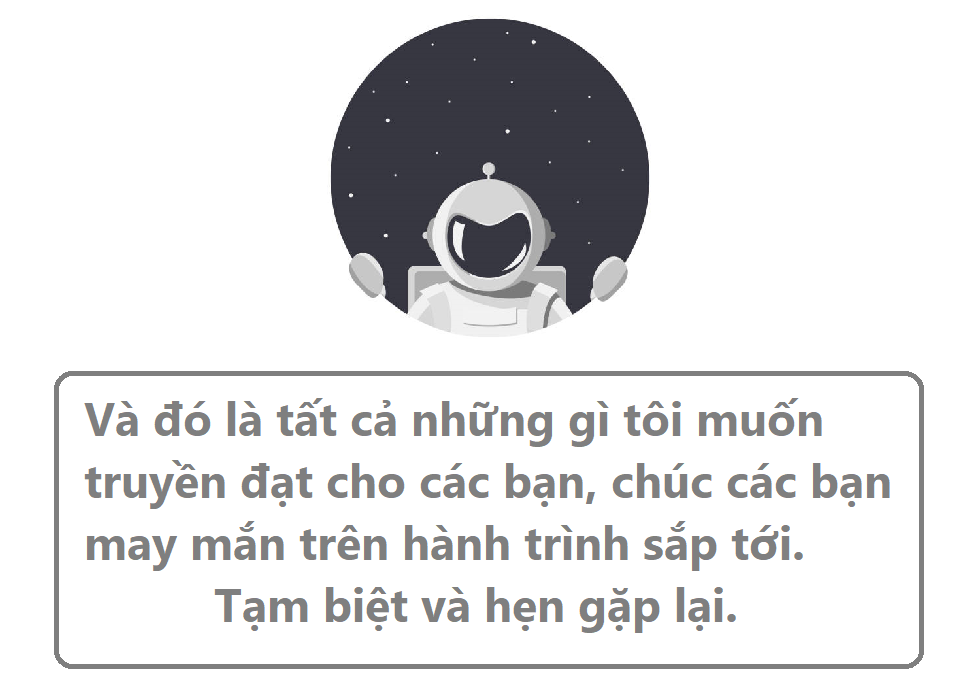 Và đó là tất cả những gì tôi muốn
truyền đạt cho các bạn, chúc các bạn
may mắn trên hành trình sắp tới.
Tạm biệt và hẹn gặp lại.